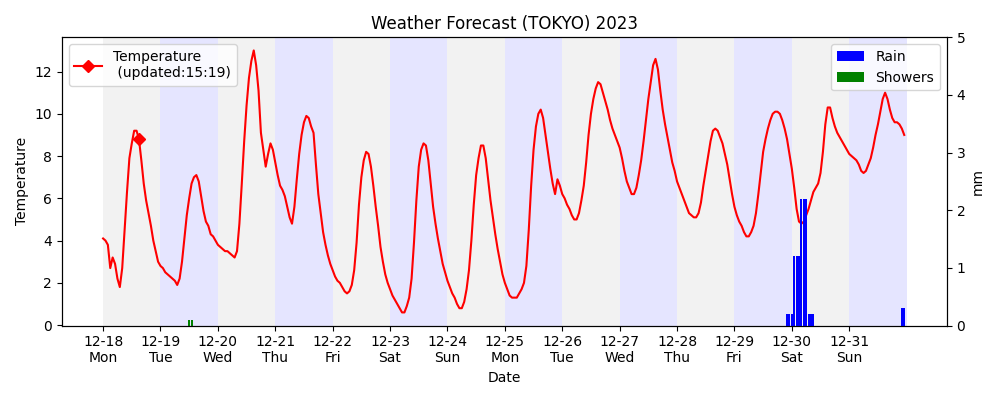 Weather Forecast (TOKYO) 2023
Temperature
(updated:15:19)
Rain
Showers
Temperature
12
10
8
6
4
2
0
5
4
3
2
1
0
mm
12-18 12-19 12-20 12-21 12-22 12-23 12-24 12-25 12-26 12-27 12-28 12-29 12-30 12-31
Mon Tue Wed Thu Fri Sat Sun Mon Tue Wed Thu Fri Sat Sun
Date